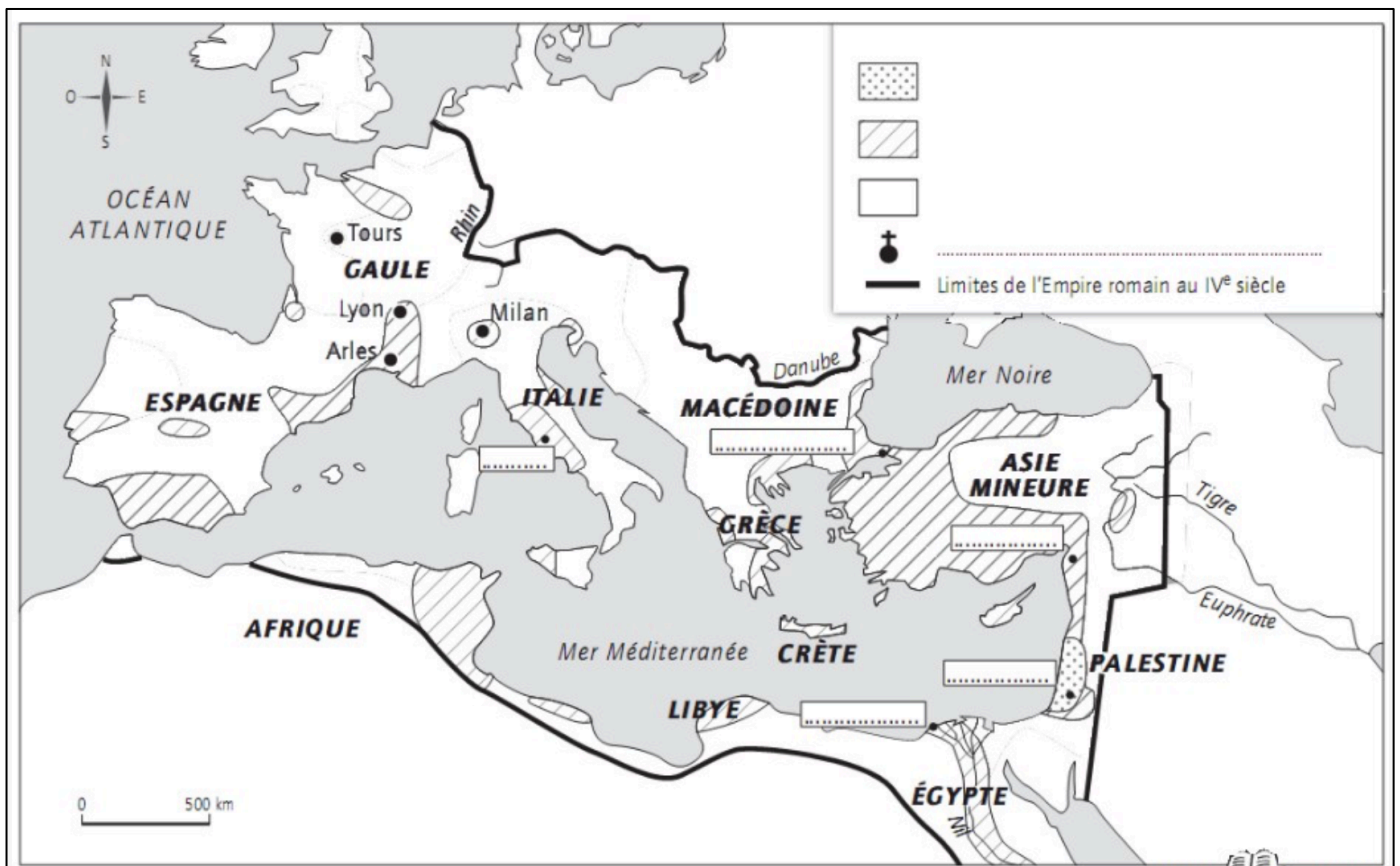 N
O
E
S
OCÉAN
ATLANTIQUE
Tours
GAULE
Rhin
Lyon
Milan
Arles
ESPAGNE
ITALIE
MACÉDOINE
Danube
Mer Noire
Limites de l'Empire romain au IVe siècle
ASIE
MINEURE
GRÈCE
Tigre
Euphrate
AFRIQUE
Mer Méditerranée
CRÈTE
PALESTINE
LIBYE
ÉGYPTE
Nil
0 500 km